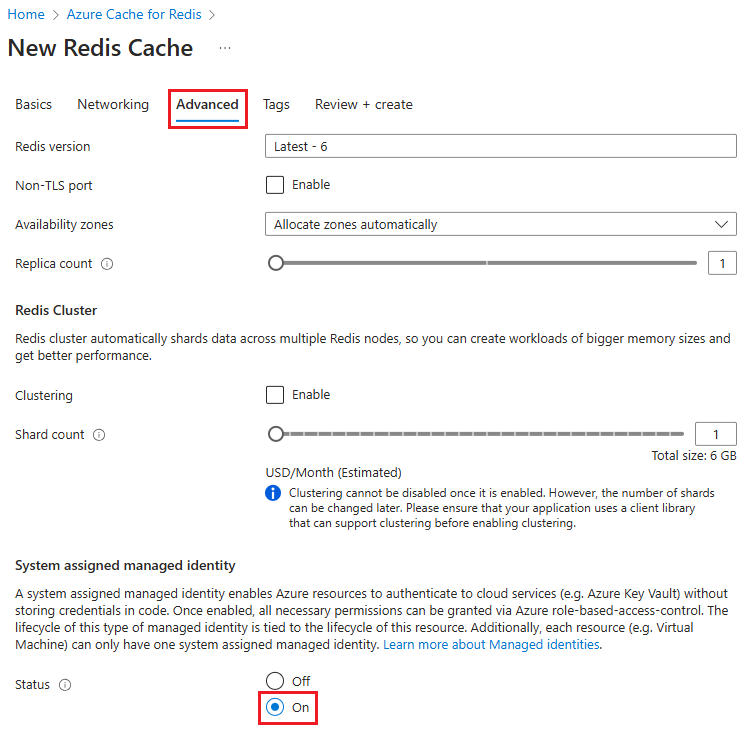 Home > Azure Cache for Redis >
New Redis Cache ...
Basics Networking Advanced Tags Review + create
Redis version Latest - 6
Non-TLS port Enable
Availability zones Allocate zones automatically
Replica count 1
Redis Cluster
Redis cluster automatically shards data across multiple Redis nodes, so you can create workloads of bigger memory sizes and
get better performance.
Clustering Enable
Shard count 1
Total size: 6 GB
USD/Month (Estimated)
Clustering cannot be disabled once it is enabled. However, the number of shards
can be changed later. Please ensure that your application uses a client library
that can support clustering before enabling clustering.
System assigned managed identity
A system assigned managed identity enables Azure resources to authenticate to cloud services (e.g. Azure Key Vault) without
storing credentials in code. Once enabled, all necessary permissions can be granted via Azure role-based-access-control. The
lifecycle of this type of managed identity is tied to the lifecycle of this resource. Additionally, each resource (e.g. Virtual
Machine) can only have one system assigned managed identity. Learn more about Managed identities.
Status Off
On